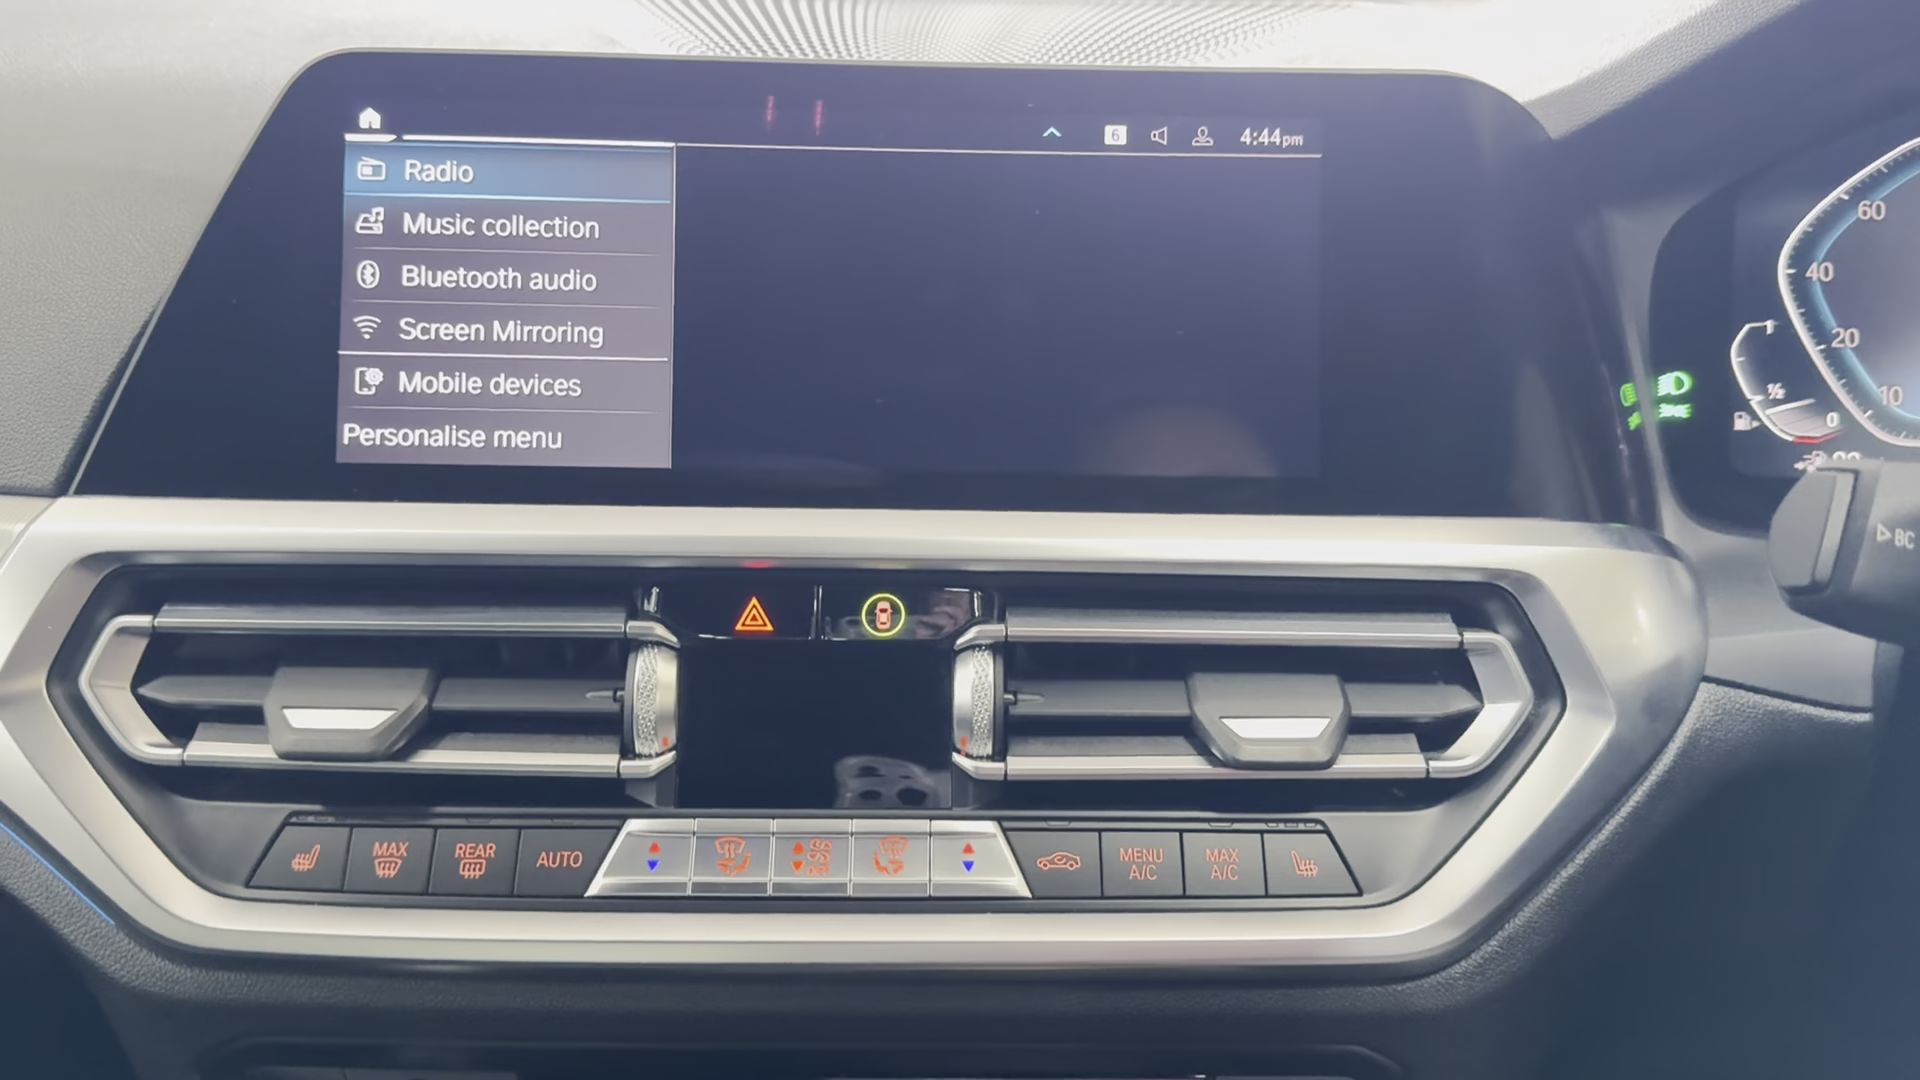 6
4:44pm
Radio
Music collection
Bluetooth audio
Screen Mirroring
Mobile devices
Personalise menu
60
40
20
10
1
½
0
BC
MAX
REAR
AUTO
MENU
A/C
MAX
A/C